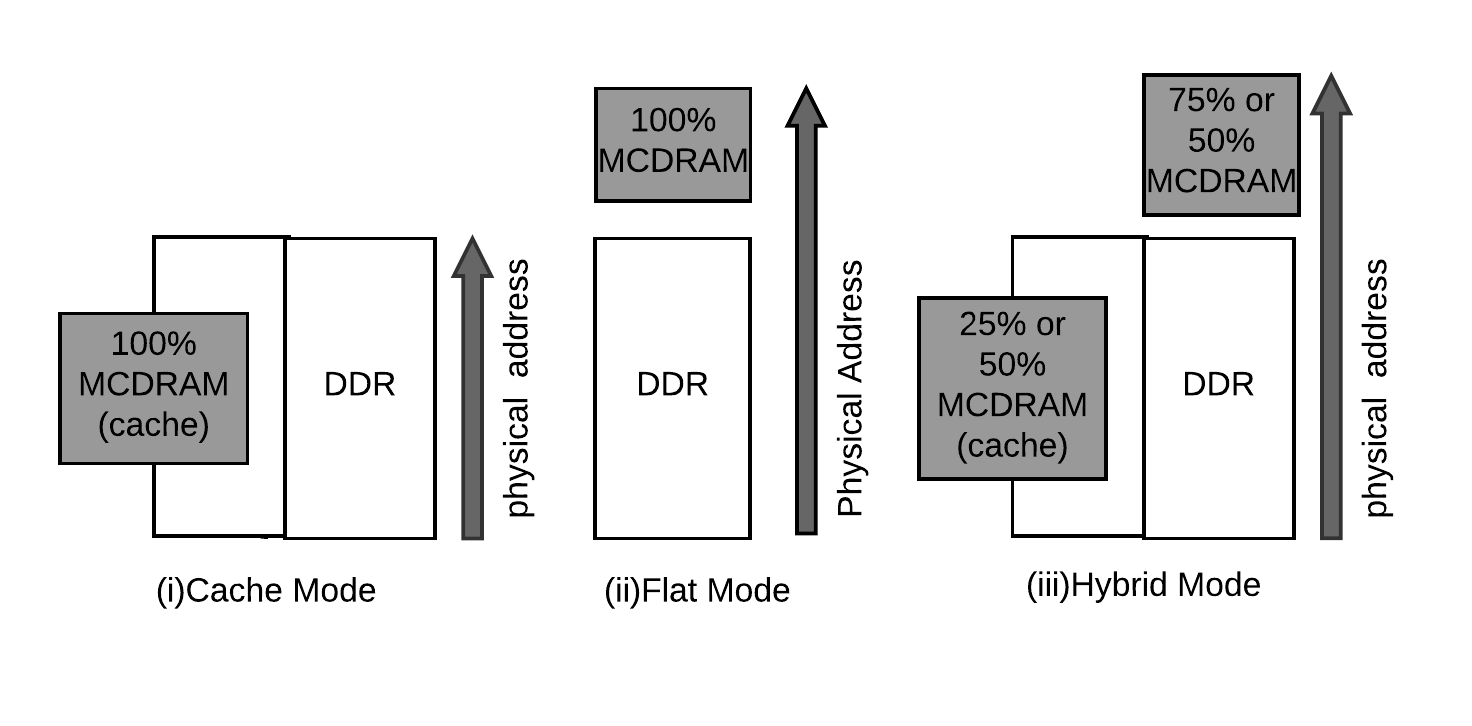 100%
MCDRAM
(cache)
DDR
physical address
(i)Cache Mode
100%
MCDRAM
DDR
Physical Address
(ii)Flat Mode
75% or
50%
MCDRAM
25% or
50%
MCDRAM
(cache)
DDR
physical address
(iii)Hybrid Mode